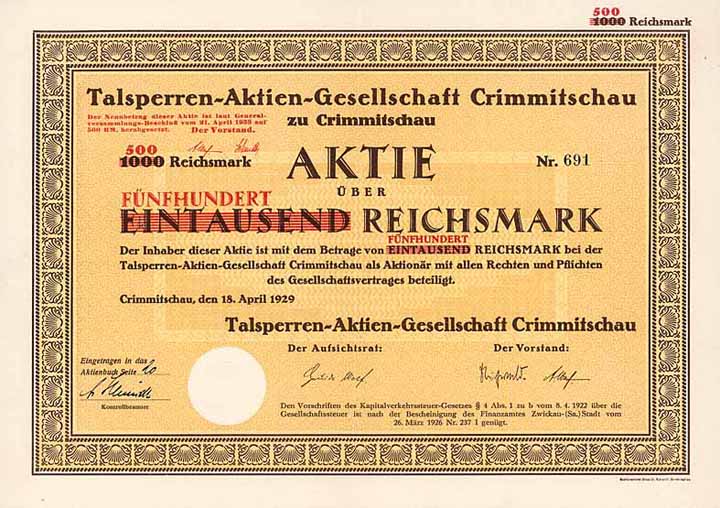 500
1000 Reichsmark
Talsperren-Aktien-Gesellschaft Crimmitschau
zu Crimmitschau
Der Nennbetrag dieser Aktie ist laut General-
versammlungs-Beschluß vom 21. April 1933 auf
500 RM. herabgesetzt. Der Vorstand.
500
1000 Reichsmark
AKTIE
Nr. 691
ÜBER
FÜNFHUNDERT
EINTAUSEND REICHSMARK
FÜNFHUNDERT
Der Inhaber dieser Aktie ist mit dem Betrage von EINTAUSEND REICHSMARK bei der
Talsperren-Aktien-Gesellschaft Crimmitschau als Aktionär mit allen Rechten und Pflichten
des Gesellschaftsvertrages beteiligt.
Crimmitschau, den 18. April 1929
Talsperren-Aktien-Gesellschaft Crimmitschau
Der Aufsichtsrat:
Der Vorstand:
Eingetragen in das
Aktienbuch Seite
Kontrollbeamter
Den Vorschriften des Kapitalverkehrssteuer-Gesetzes § 4 Abs. 1 zu b vom 8. 4. 1922 über die
Gesellschaftssteuer ist nach der Bescheinigung des Finanzamtes Zwickau-(Sa.) Stadt vom
26. März 1926 Nr. 237 I genügt.